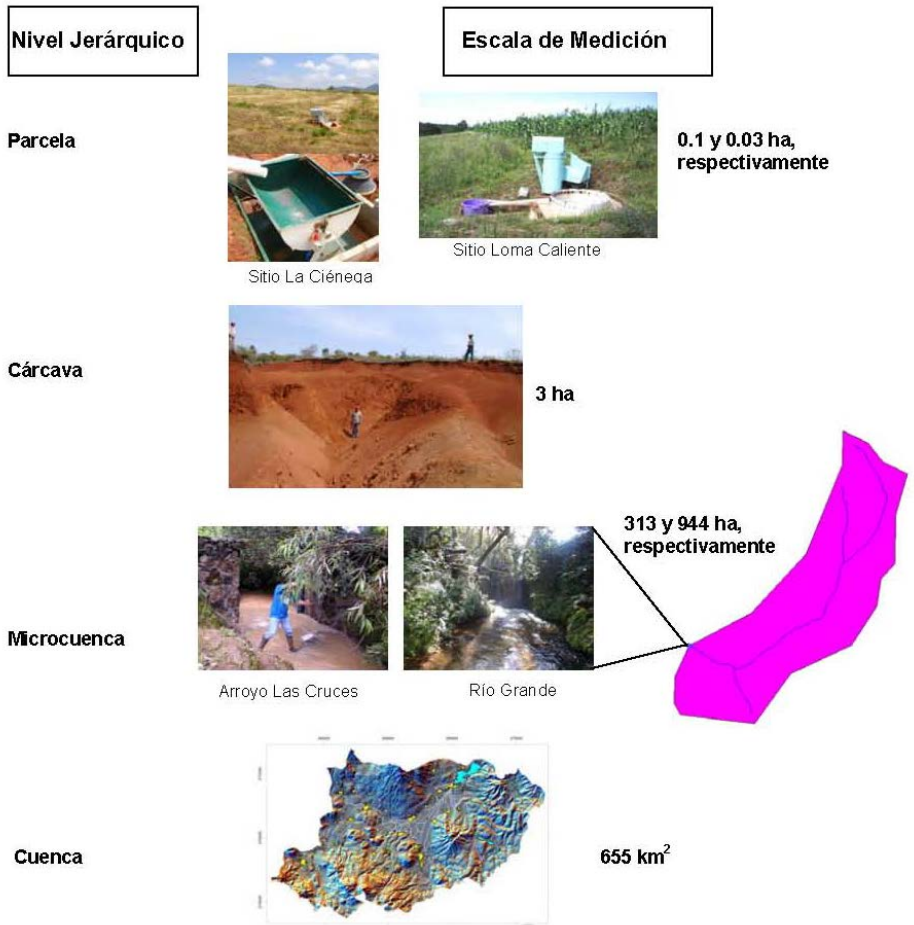 Nivel Jerárquico
Escala de Medición
Parcela
0.1 y 0.03 ha,
respectivamente
Sitio La Ciénega
Sitio Loma Caliente
Cárcava
3 ha
313 y 944 ha,
respectivamente
Microcuenca
Arroyo Las Cruces
Río Grande
Cuenca
655 km²